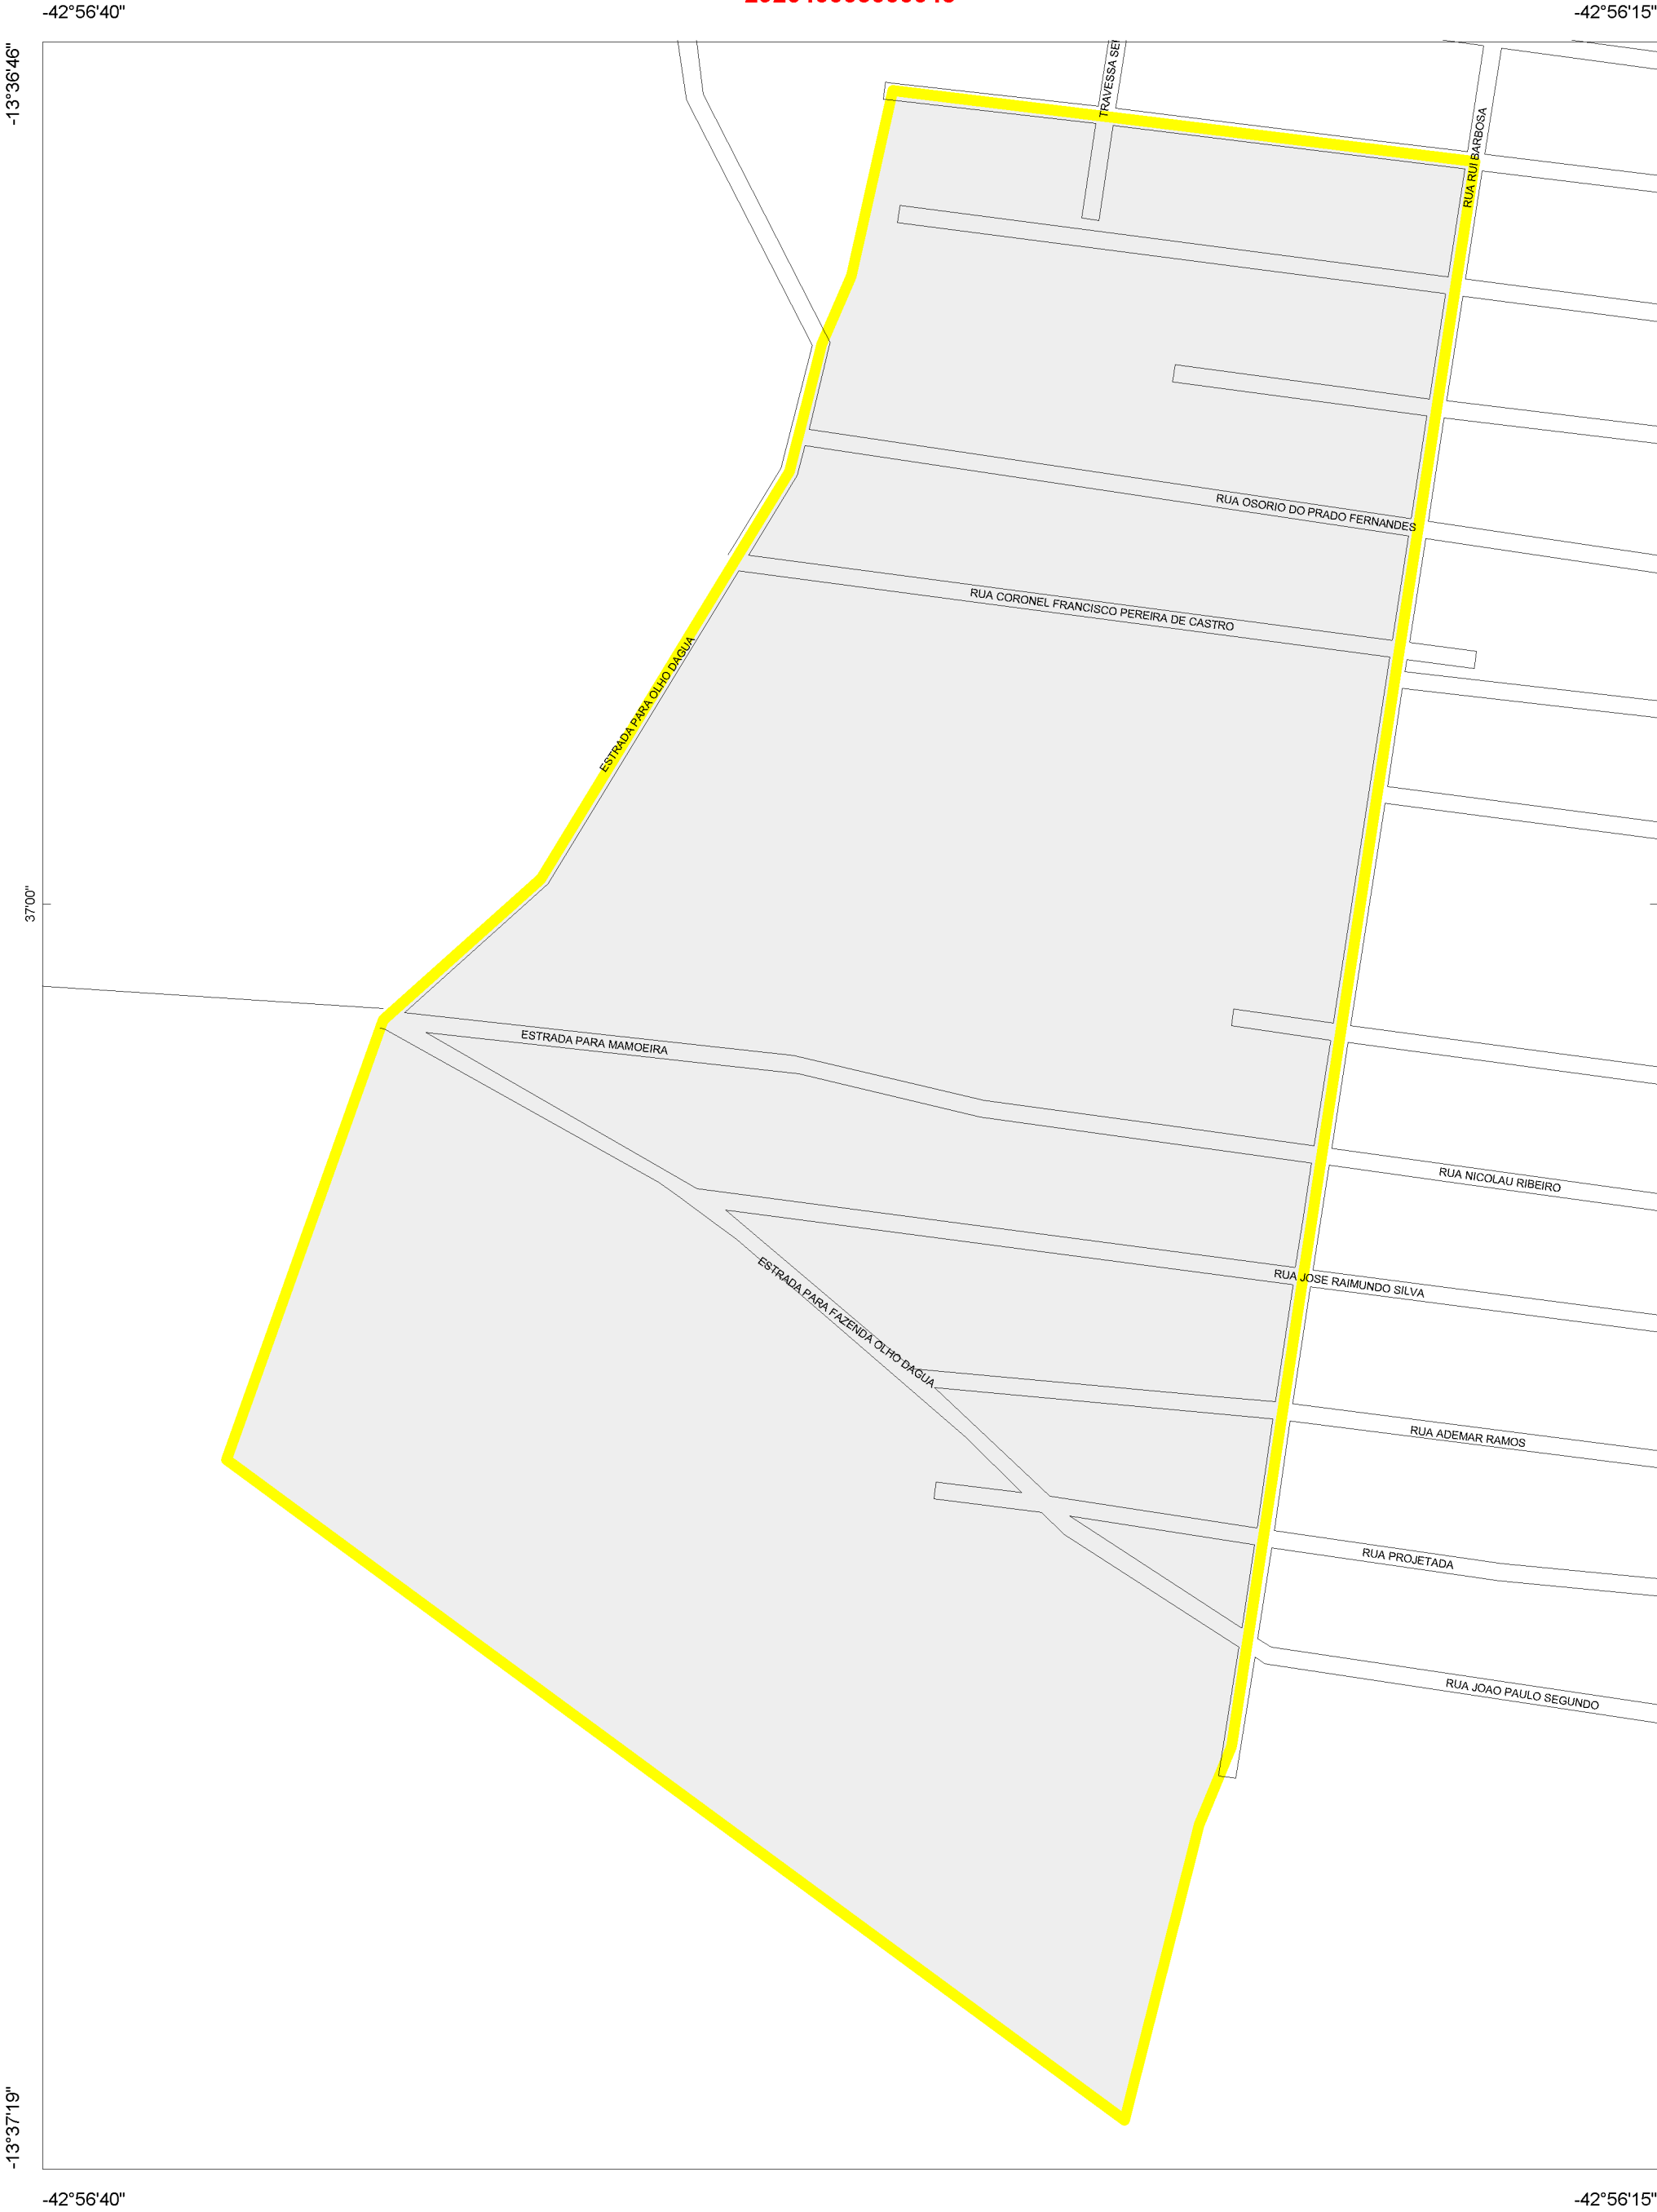 -42°56'40"
-42°56'15"
-13°36'46"
TRAVESSA
RUA RUI BARBOSA
RUA OSORIO DO PRADO FERNANDES
RUA CORONEL FRANCISCO PEREIRA DE CASTRO
ESTRADA PARA OLHO DAGUA
37'00"
ESTRADA PARA MAMOEIRA
RUA NICOLAU RIBEIRO
RUA JOSE RAIMUNDO SILVA
ESTRADA PARA FAZENDA OLHO DAGUA
RUA ADEMAR RAMOS
RUA PROJETADA
RUA JOAO PAULO SEGUNDO
-13°37'19"
-42°56'40"
-42°56'15"